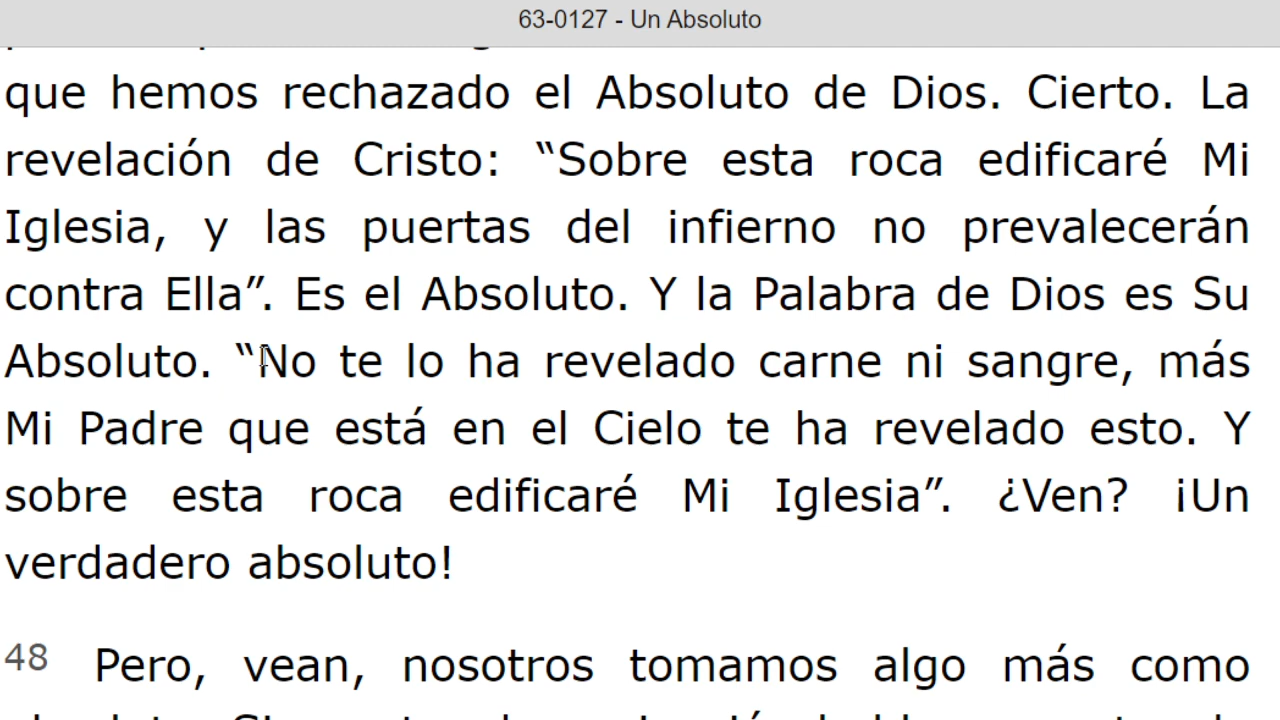 63-0127 - Un Absoluto
que hemos rechazado el Absoluto de Dios. Cierto. La
revelación de Cristo: “Sobre esta roca edificaré Mi
Iglesia, y las puertas del infierno no prevalecerán
contra Ella”. Es el Absoluto. Y la Palabra de Dios es Su
Absoluto. “No te lo ha revelado carne ni sangre, más
Mi Padre que está en el Cielo te ha revelado esto. Y
sobre esta roca edificaré Mi Iglesia”. ¿Ven? ¡Un
verdadero absoluto!
48 Pero, vean, nosotros tomamos algo más como